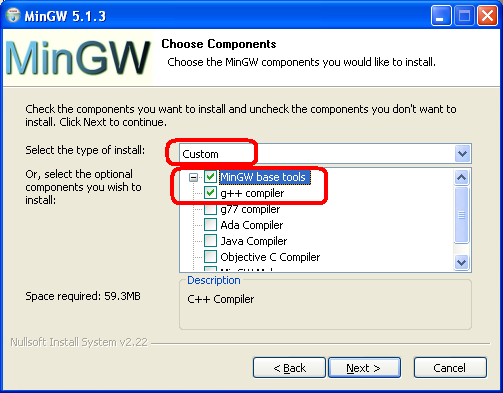 MinGW 5.1.3
MinGW
Choose Components
Choose the MinGW components you would like to install.
Check the components you want to install and uncheck the components you don't want to
install. Click Next to continue.
Select the type of install:
Custom
Or, select the optional
components you wish to
install:
MinGW base tools
g++ compiler
g77 compiler
Ada Compiler
Java Compiler
Objective C Compiler
Space required: 59.3MB
Description
C++ Compiler
Nullsoft Install System v2.22
< Back
Next >
Cancel